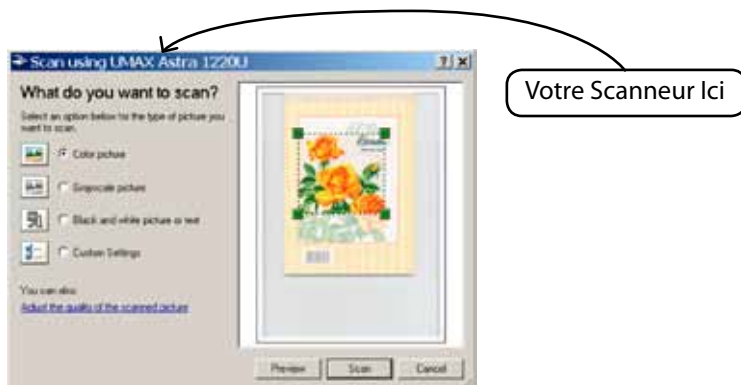 Scan using UMAX Astra 1220U
Votre Scanneur Ici
What do you want to scan?
Select an option below for the type of picture you
want to scan.
Color picture
Grayscale picture
Black and white picture or text
Custom Settings
You can also:
Adjust the quality of the scanned picture
Preview
Scan
Cancel